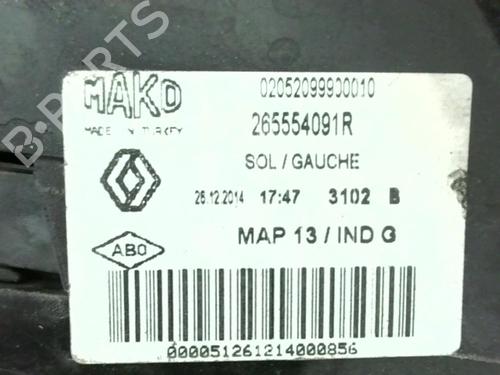 MAKO
MADE IN TURKEY
02052099900010
265554091R
SOL / GAUCHE
26.12.2014 17:47 3102 B
MAP 13 / IND G
ABO
000051261214000856
B-PARTS